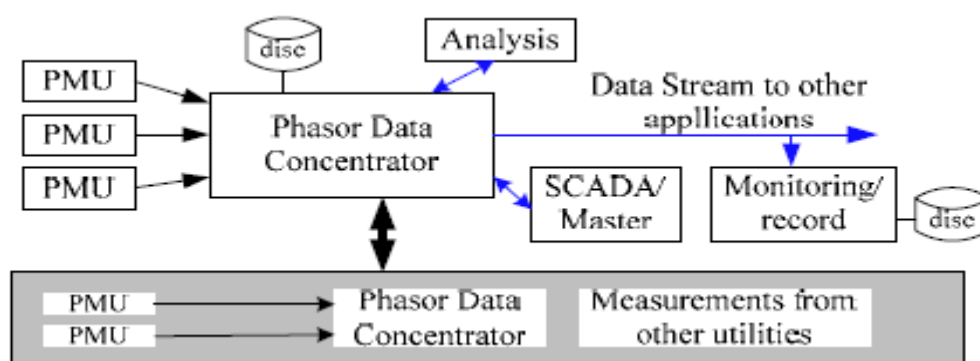 disc
Analysis
PMU
PMU
PMU
Phasor Data
Concentrator
Data Stream to other
appllications
SCADA/
Master
Monitoring/
record
disc
PMU
PMU
Phasor Data
Concentrator
Measurements from
other utilities